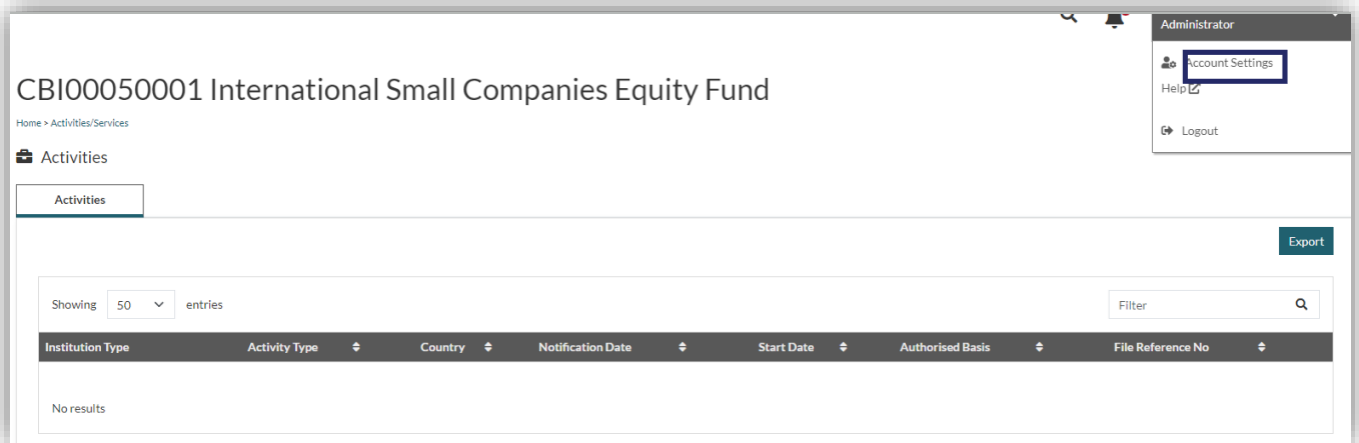 Administrator
Account Settings
Help
Logout
CBI00050001 International Small Companies Equity Fund
Home > Activities/Services
Activities
Activities
Export
Showing 50 entries
Filter
Institution Type Activity Type Country Notification Date Start Date Authorised Basis File Reference No
No results